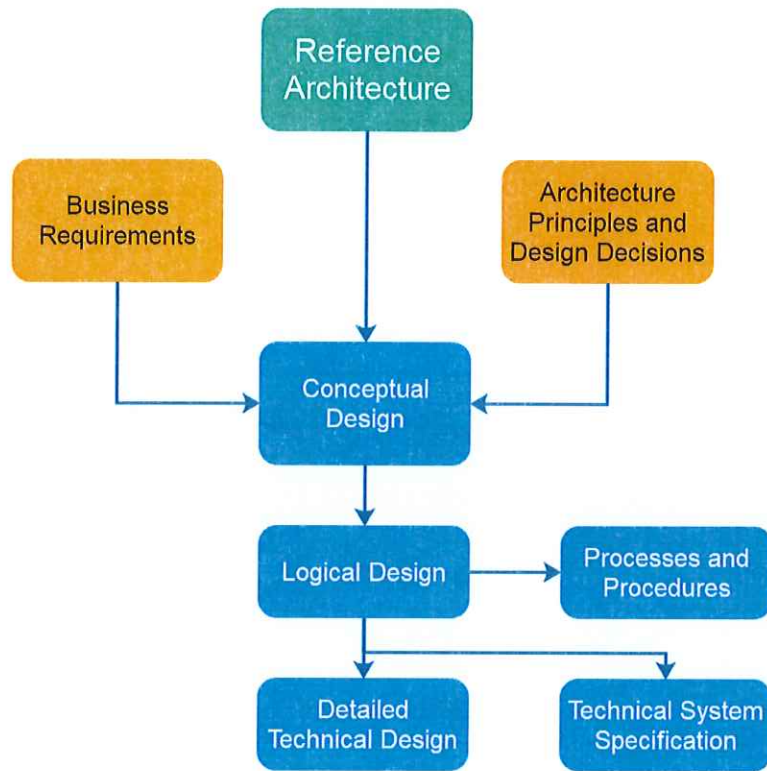 Reference
Architecture
Business
Requirements
Architecture
Principles and
Design Decisions
Conceptual
Design
Logical Design
Processes and
Procedures
Detailed
Technical Design
Technical System
Specification